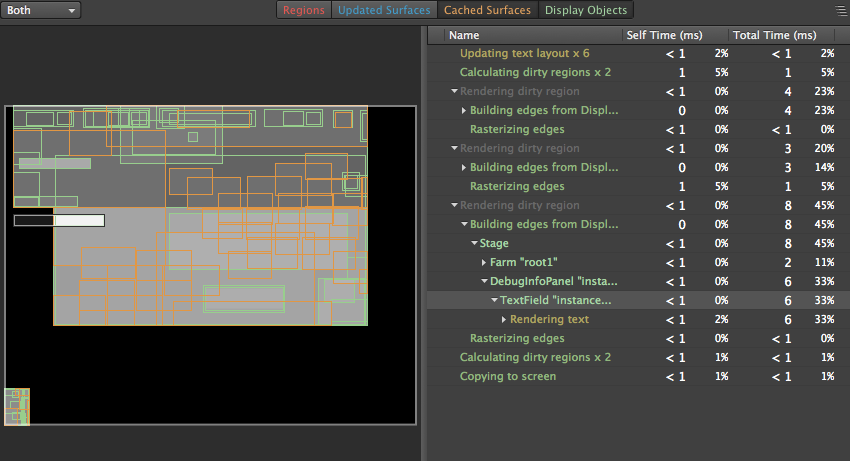 Both Regions Updated Surfaces Cached Surfaces Display Objects
Name Self Time (ms) Total Time (ms)
Updating text layout x 6 < 1 2% < 1 2%
Calculating dirty regions x 2 1 5% 1 5%
Rendering dirty region < 1 0% 4 23%
Building edges from Displ... 0 0% 4 23%
Rasterizing edges < 1 0% < 1 0%
Rendering dirty region < 1 0% 3 20%
Building edges from Displ... 0 0% 3 14%
Rasterizing edges 1 5% 1 5%
Rendering dirty region < 1 0% 8 45%
Building edges from Displ... 0 0% 8 45%
Stage < 1 0% 8 45%
Farm "root1" < 1 0% 2 11%
DebugInfoPanel "insta... < 1 0% 6 33%
TextField "instance... < 1 0% 6 33%
Rendering text < 1 2% 6 33%
Rasterizing edges < 1 0% < 1 0%
Calculating dirty regions x 2 < 1 1% < 1 1%
Copying to screen < 1 1% < 1 1%